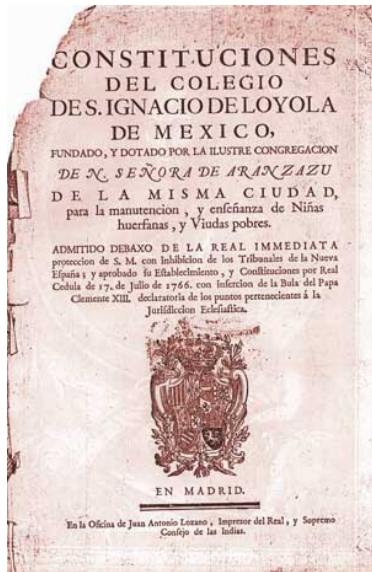 CONSTITUCIONES
DEL COLEGIO
DE S. IGNACIO DE LOYOLA
DE MEXICO,
FUNDADO, Y DOTADO POR LA ILUSTRE CONGREGACION
DE N. SEÑORA DE ARANZAZU
DE LA MISMA CIUDAD,
para la manutencion, y enseñanza de Niñas
huerfanas, y Viudas pobres.
ADMITIDO DEBAXO DE LA REAL IMMEDIATA
proteccion de S. M. con Inhibicion de los Tribunales de la Nueva
España; y aprobado su Establecimiento, y Constituciones por Real
Cedula de 17. de Julio de 1766. con insercion de la Bula del Papa
Clemente XIII. declaratoria de los puntos pertenecientes á la
Jurisdiccion Eclesiastica.
EN MADRID.
En la Oficina de Juan Antonio Lozano, Impresor del Real, y Supremo
Consejo de las Indias.